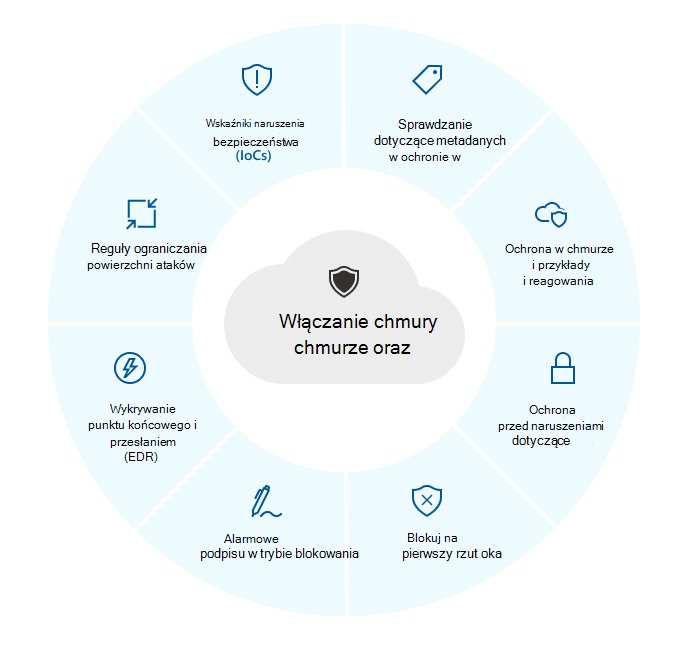 Wskaźniki naruszenia
bezpieczeństwa
(IoCs)
Sprawdzanie
dotyczące metadanych
w ochronie w
Ochrona w chmurze
i przykłady
i reagowania
Ochrona
przed naruszeniami
dotyczące
Blokuj na
pierwszy rzut oka
Alarmowe
podpisu w trybie blokowania
Wykrywanie
punktu końcowego i
przesłaniem
(EDR)
Reguły ograniczania
powierzchni ataków
Włączanie chmury
chmurze oraz